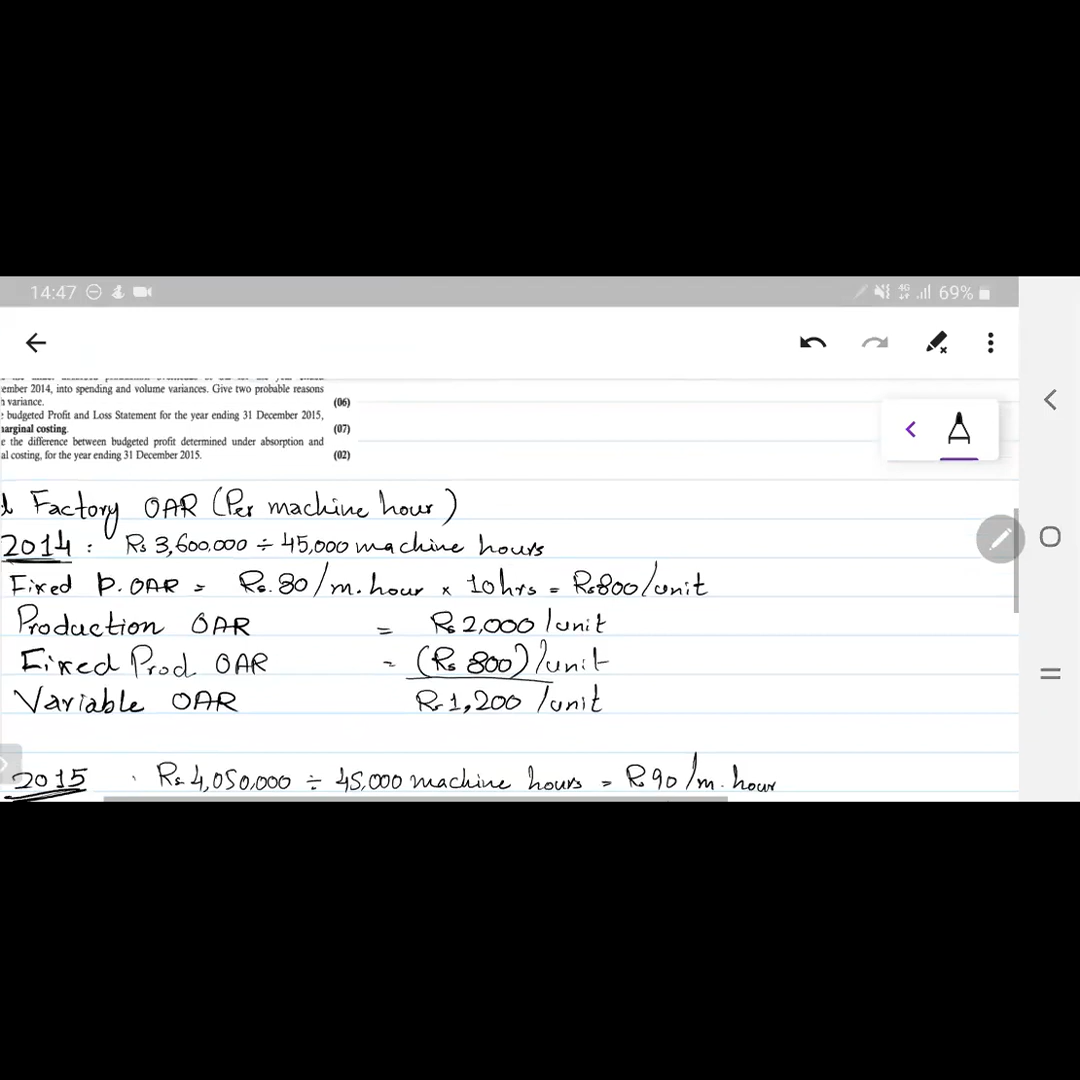 14:47 4G 69%
ember 2014, into spending and volume variances. Give two probable reasons
variance. (06)
budgeted Profit and Loss Statement for the year ending 31 December 2015,
marginal costing. (07)
e the difference between budgeted profit determined under absorption and
al costing, for the year ending 31 December 2015. (02)
Factory OAR (Per machine hour)
2014: Rs 3,600,000 ÷ 45,000 machine hours
Fixed P. OAR = Rs. 80/m.hour x 10hrs = Rs800/unit
Production OAR = Rs 2,000/unit
Fixed Prod OAR = (Rs 800)/unit
Variable OAR Rs 1,200/unit
2015 Rs 4,050,000 ÷ 45,000 machine hours = Rs 90/m.hour